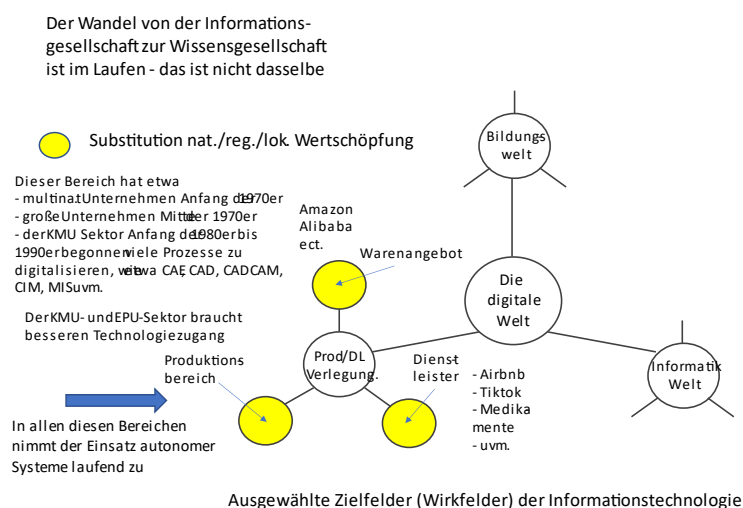 Der Wandel von der Informations-
gesellschaft zur Wissensgesellschaft
ist im Laufen - das ist nicht dasselbe
Substitution nat./reg./lok. Wertschöpfung
Dieser Bereich hat etwa
- multinat. Unternehmen Anfang der 1970er
- große Unternehmen Mitte der 1970er
- der KMU Sektor Anfang der 1980er bis
1990er begonnen viele Prozesse zu
digitalisieren, wie etwa CAE, CAD, CADCAM,
CIM, MIS uvm.
Der KMU- und EPU-Sektor braucht
besseren Technologiezugang
Produktions-
bereich
In allen diesen Bereichen
nimmt der Einsatz autonomer
Systeme laufend zu
Amazon
Alibaba
ect.
Warenangebot
Prod/DL
Verlegung.
Dienst-
leister
- Airbnb
- Tiktok
- Medika
mente
- uvm.
Bildungs-
welt
Die
digitale
Welt
Informatik
Welt
Ausgewählte Zielfelder (Wirkfelder) der Informationstechnologie